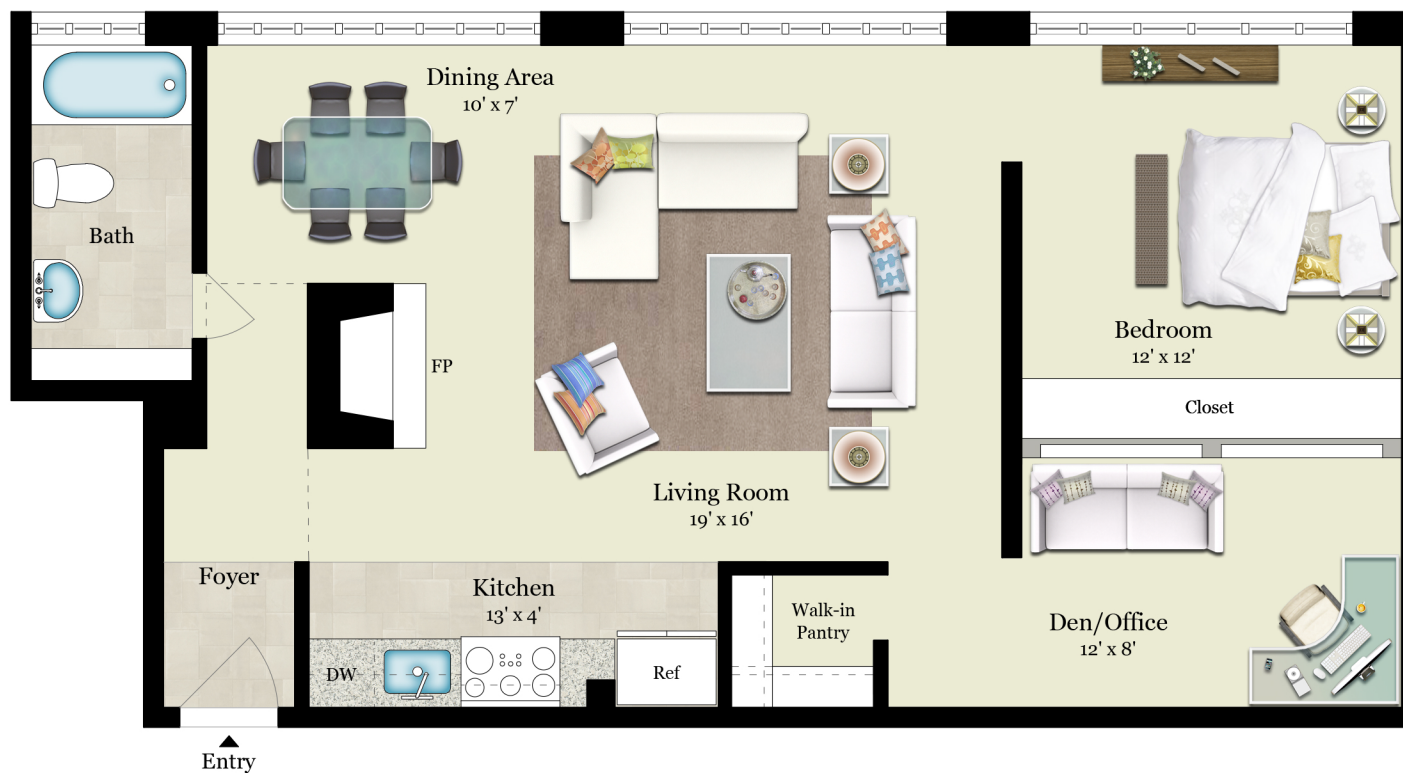 Dining Area
10' x 7'
Bath
Bedroom
12' x 12'
FP
Closet
Living Room
19' x 16'
Foyer
Kitchen
13' x 4'
Walk-in
Pantry
Den/Office
12' x 8'
DW
Ref
Entry